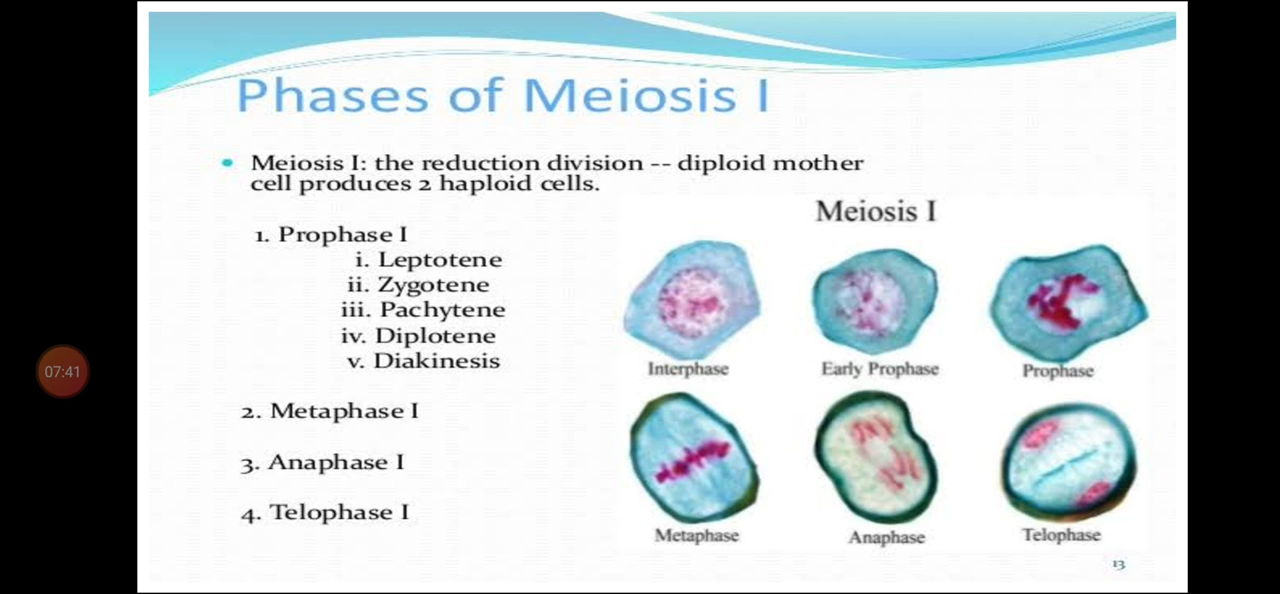 Phases of Meiosis I
• Meiosis I: the reduction division -- diploid mother
cell produces 2 haploid cells.
Meiosis I
1. Prophase I
i. Leptotene
ii. Zygotene
iii. Pachytene
iv. Diplotene
v. Diakinesis
2. Metaphase I
3. Anaphase I
4. Telophase I
Interphase
Early Prophase
Prophase
Metaphase
Anaphase
Telophase
13
07:41